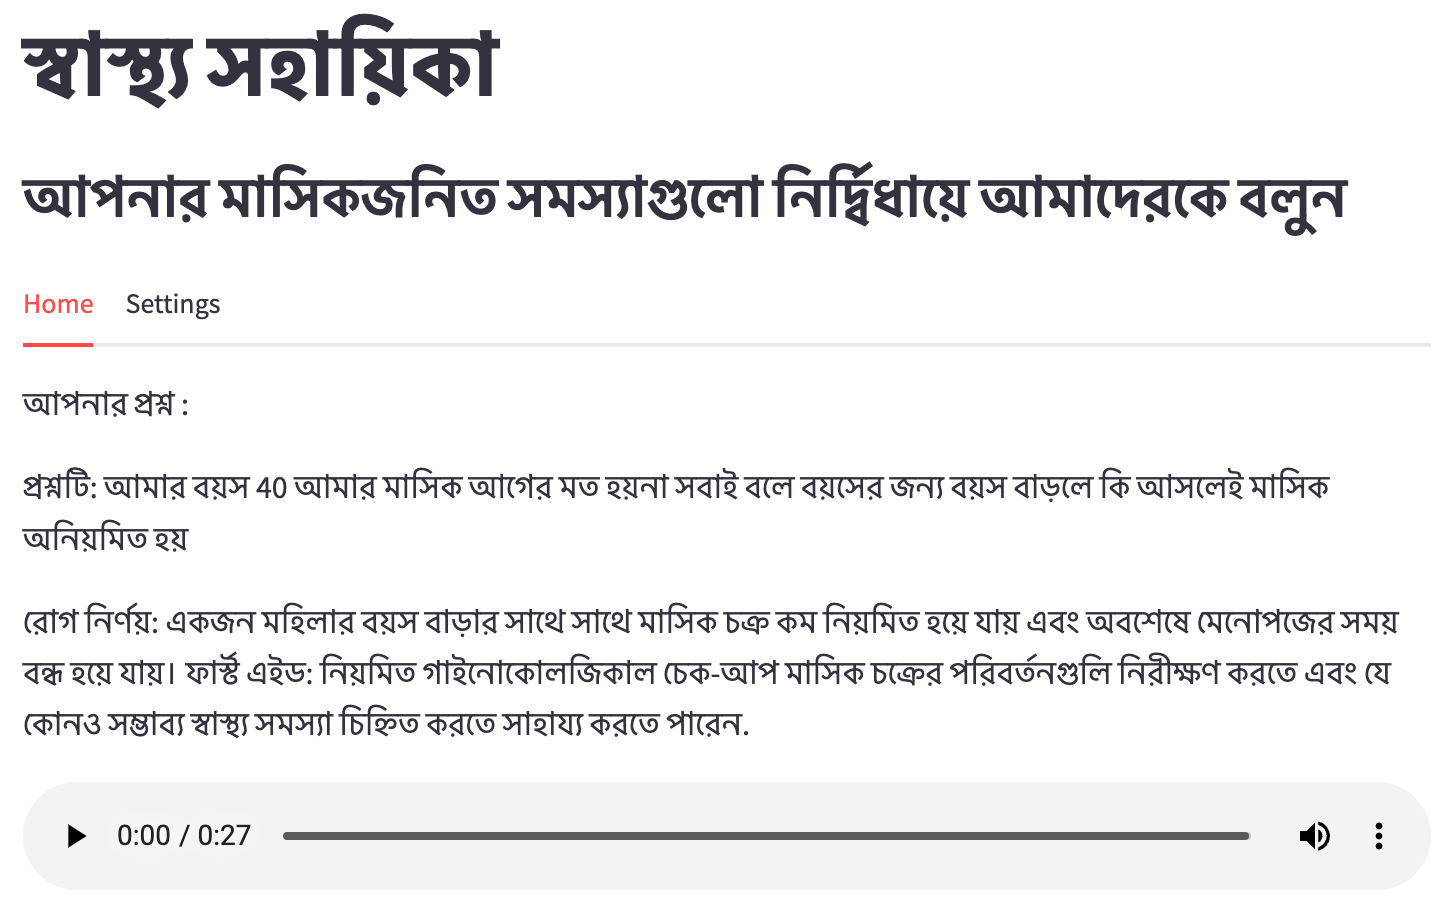 স্বাস্থ্য সহায়িকা
আপনার মাসিকজনিত সমস্যাগুলো নির্দ্বিধায়ে আমাদেরকে বলুন
Home Settings
আপনার প্রশ্ন :
প্রশ্নটি: আমার বয়স 40 আমার মাসিক আগের মত হয়না সবাই বলে বয়সের জন্য বয়স বাড়লে কি আসলেই মাসিক
অনিয়মিত হয়
রোগ নির্ণয়: একজন মহিলার বয়স বাড়ার সাথে সাথে মাসিক চক্র কম নিয়মিত হয়ে যায় এবং অবশেষে মেনোপজের সময়
বন্ধ হয়ে যায়। ফার্স্ট এইড: নিয়মিত গাইনোকোলজিকাল চেক-আপ মাসিক চক্রের পরিবর্তনগুলি নিরীক্ষণ করতে এবং যে
কোনও সম্ভাব্য স্বাস্থ্য সমস্যা চিহ্নিত করতে সাহায্য করতে পারেন.
0:00 / 0:27